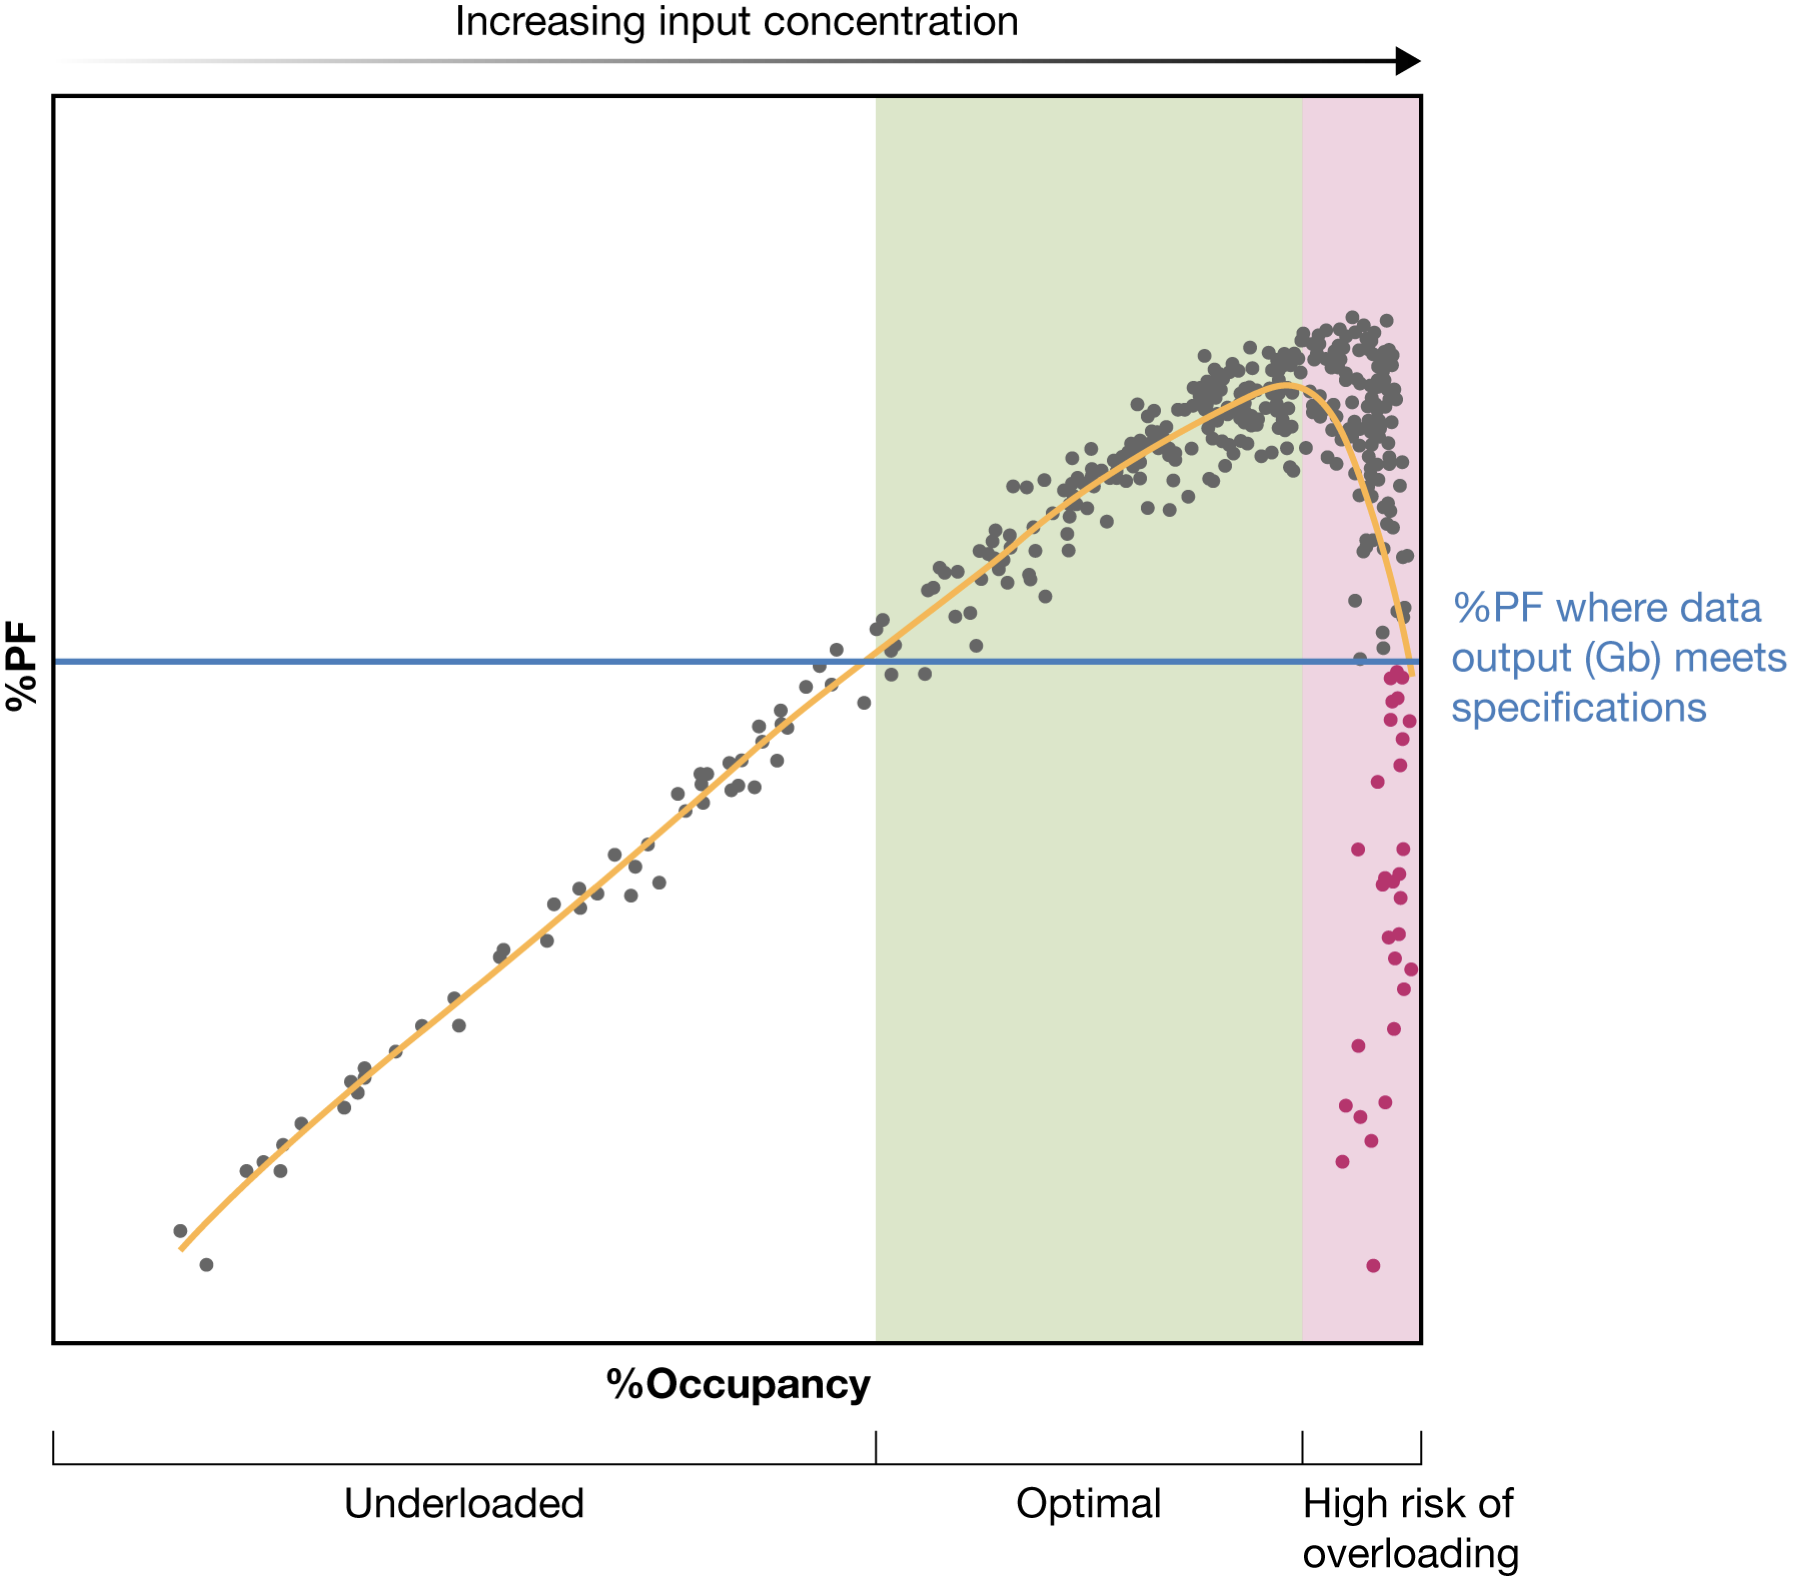 Increasing input concentration
%PF
%PF where data
output (Gb) meets
specifications
%Occupancy
Underloaded
Optimal
High risk of
overloading